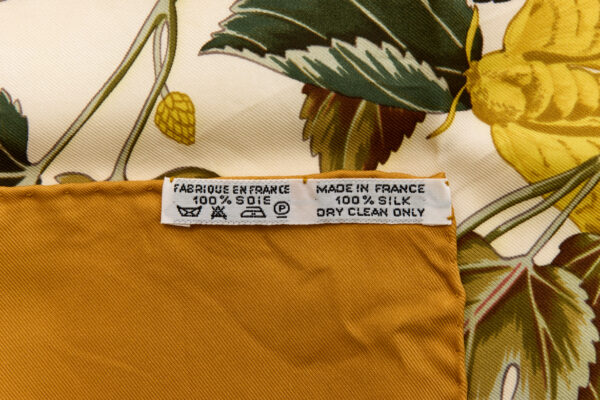 FABRIQUE EN FRANCE
100% SOIE
P
MADE IN FRANCE
100% SILK
DRY CLEAN ONLY